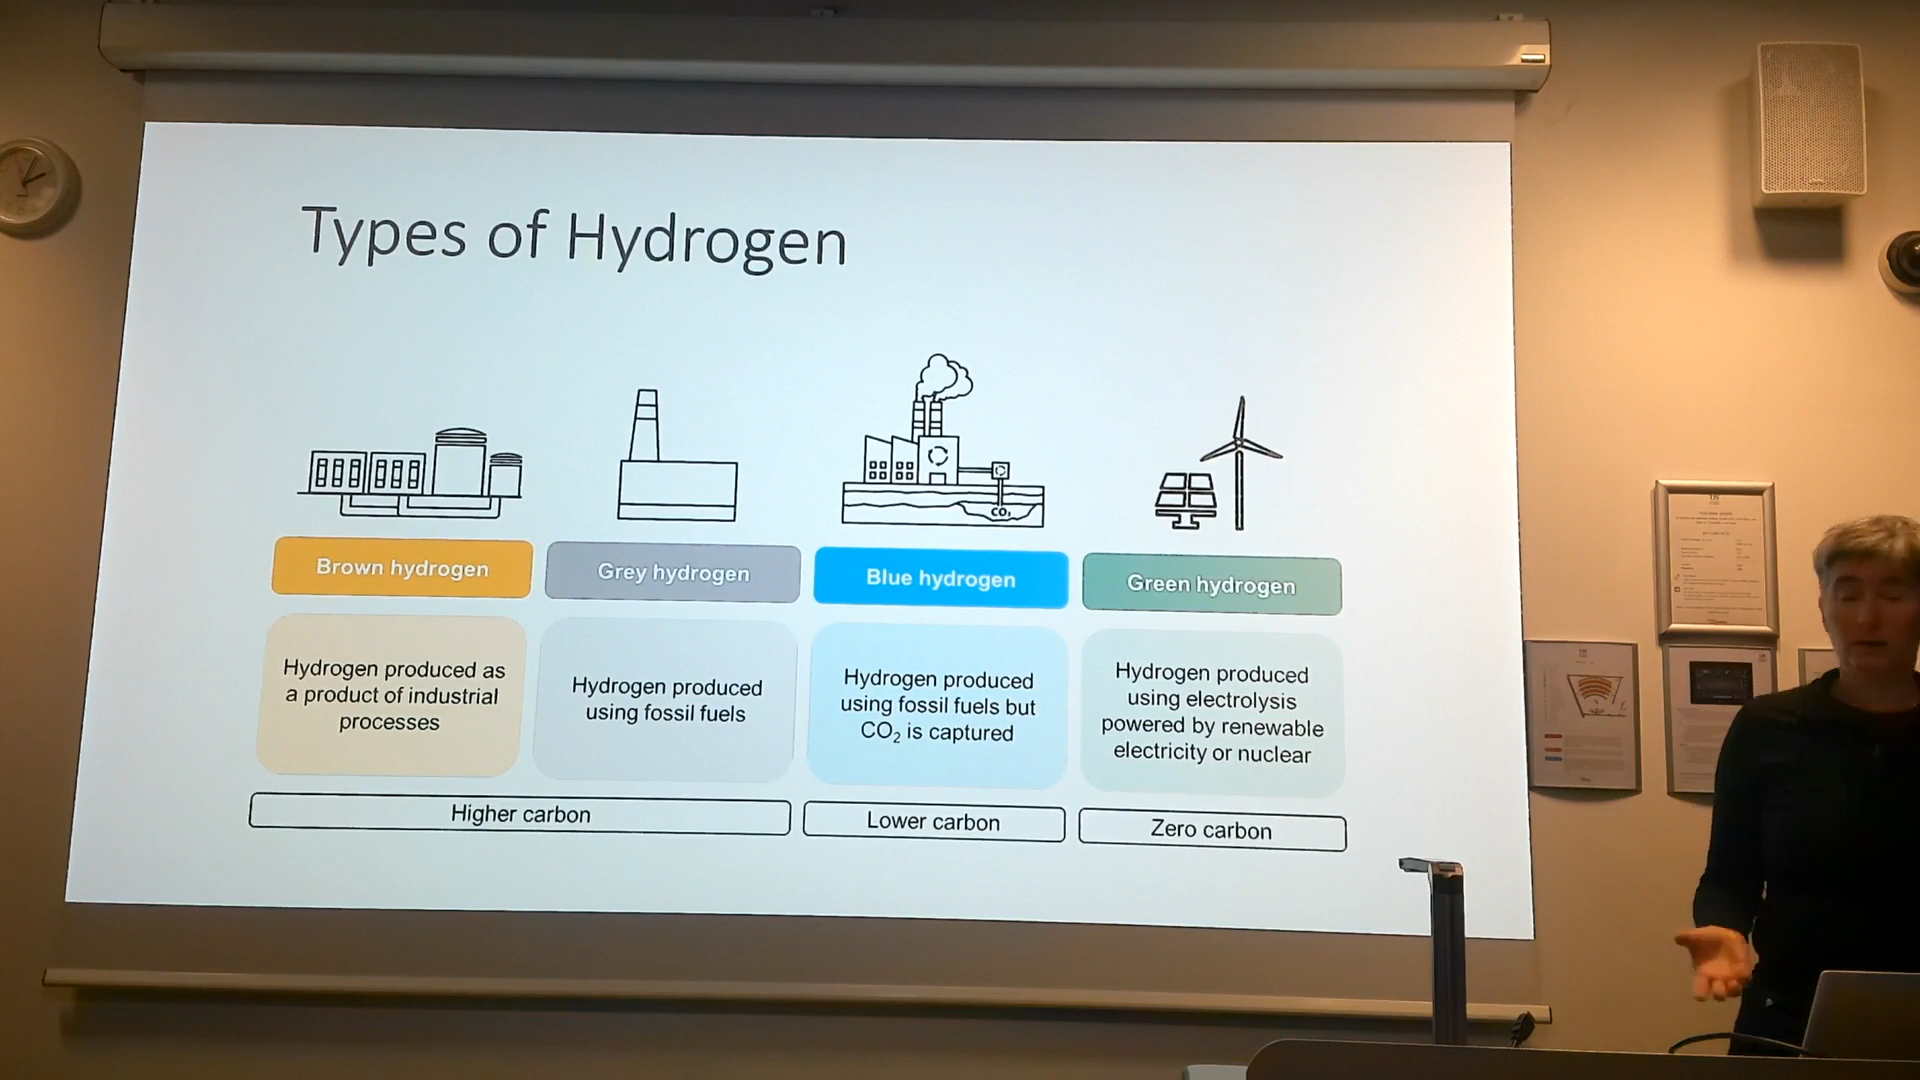 Types of Hydrogen
CO₂
Brown hydrogen
Grey hydrogen
Blue hydrogen
Green hydrogen
Hydrogen produced as
a product of industrial
processes
Hydrogen produced
using fossil fuels
Hydrogen produced
using fossil fuels but
CO₂ is captured
Hydrogen produced
using electrolysis
powered by renewable
electricity or nuclear
Higher carbon
Lower carbon
Zero carbon